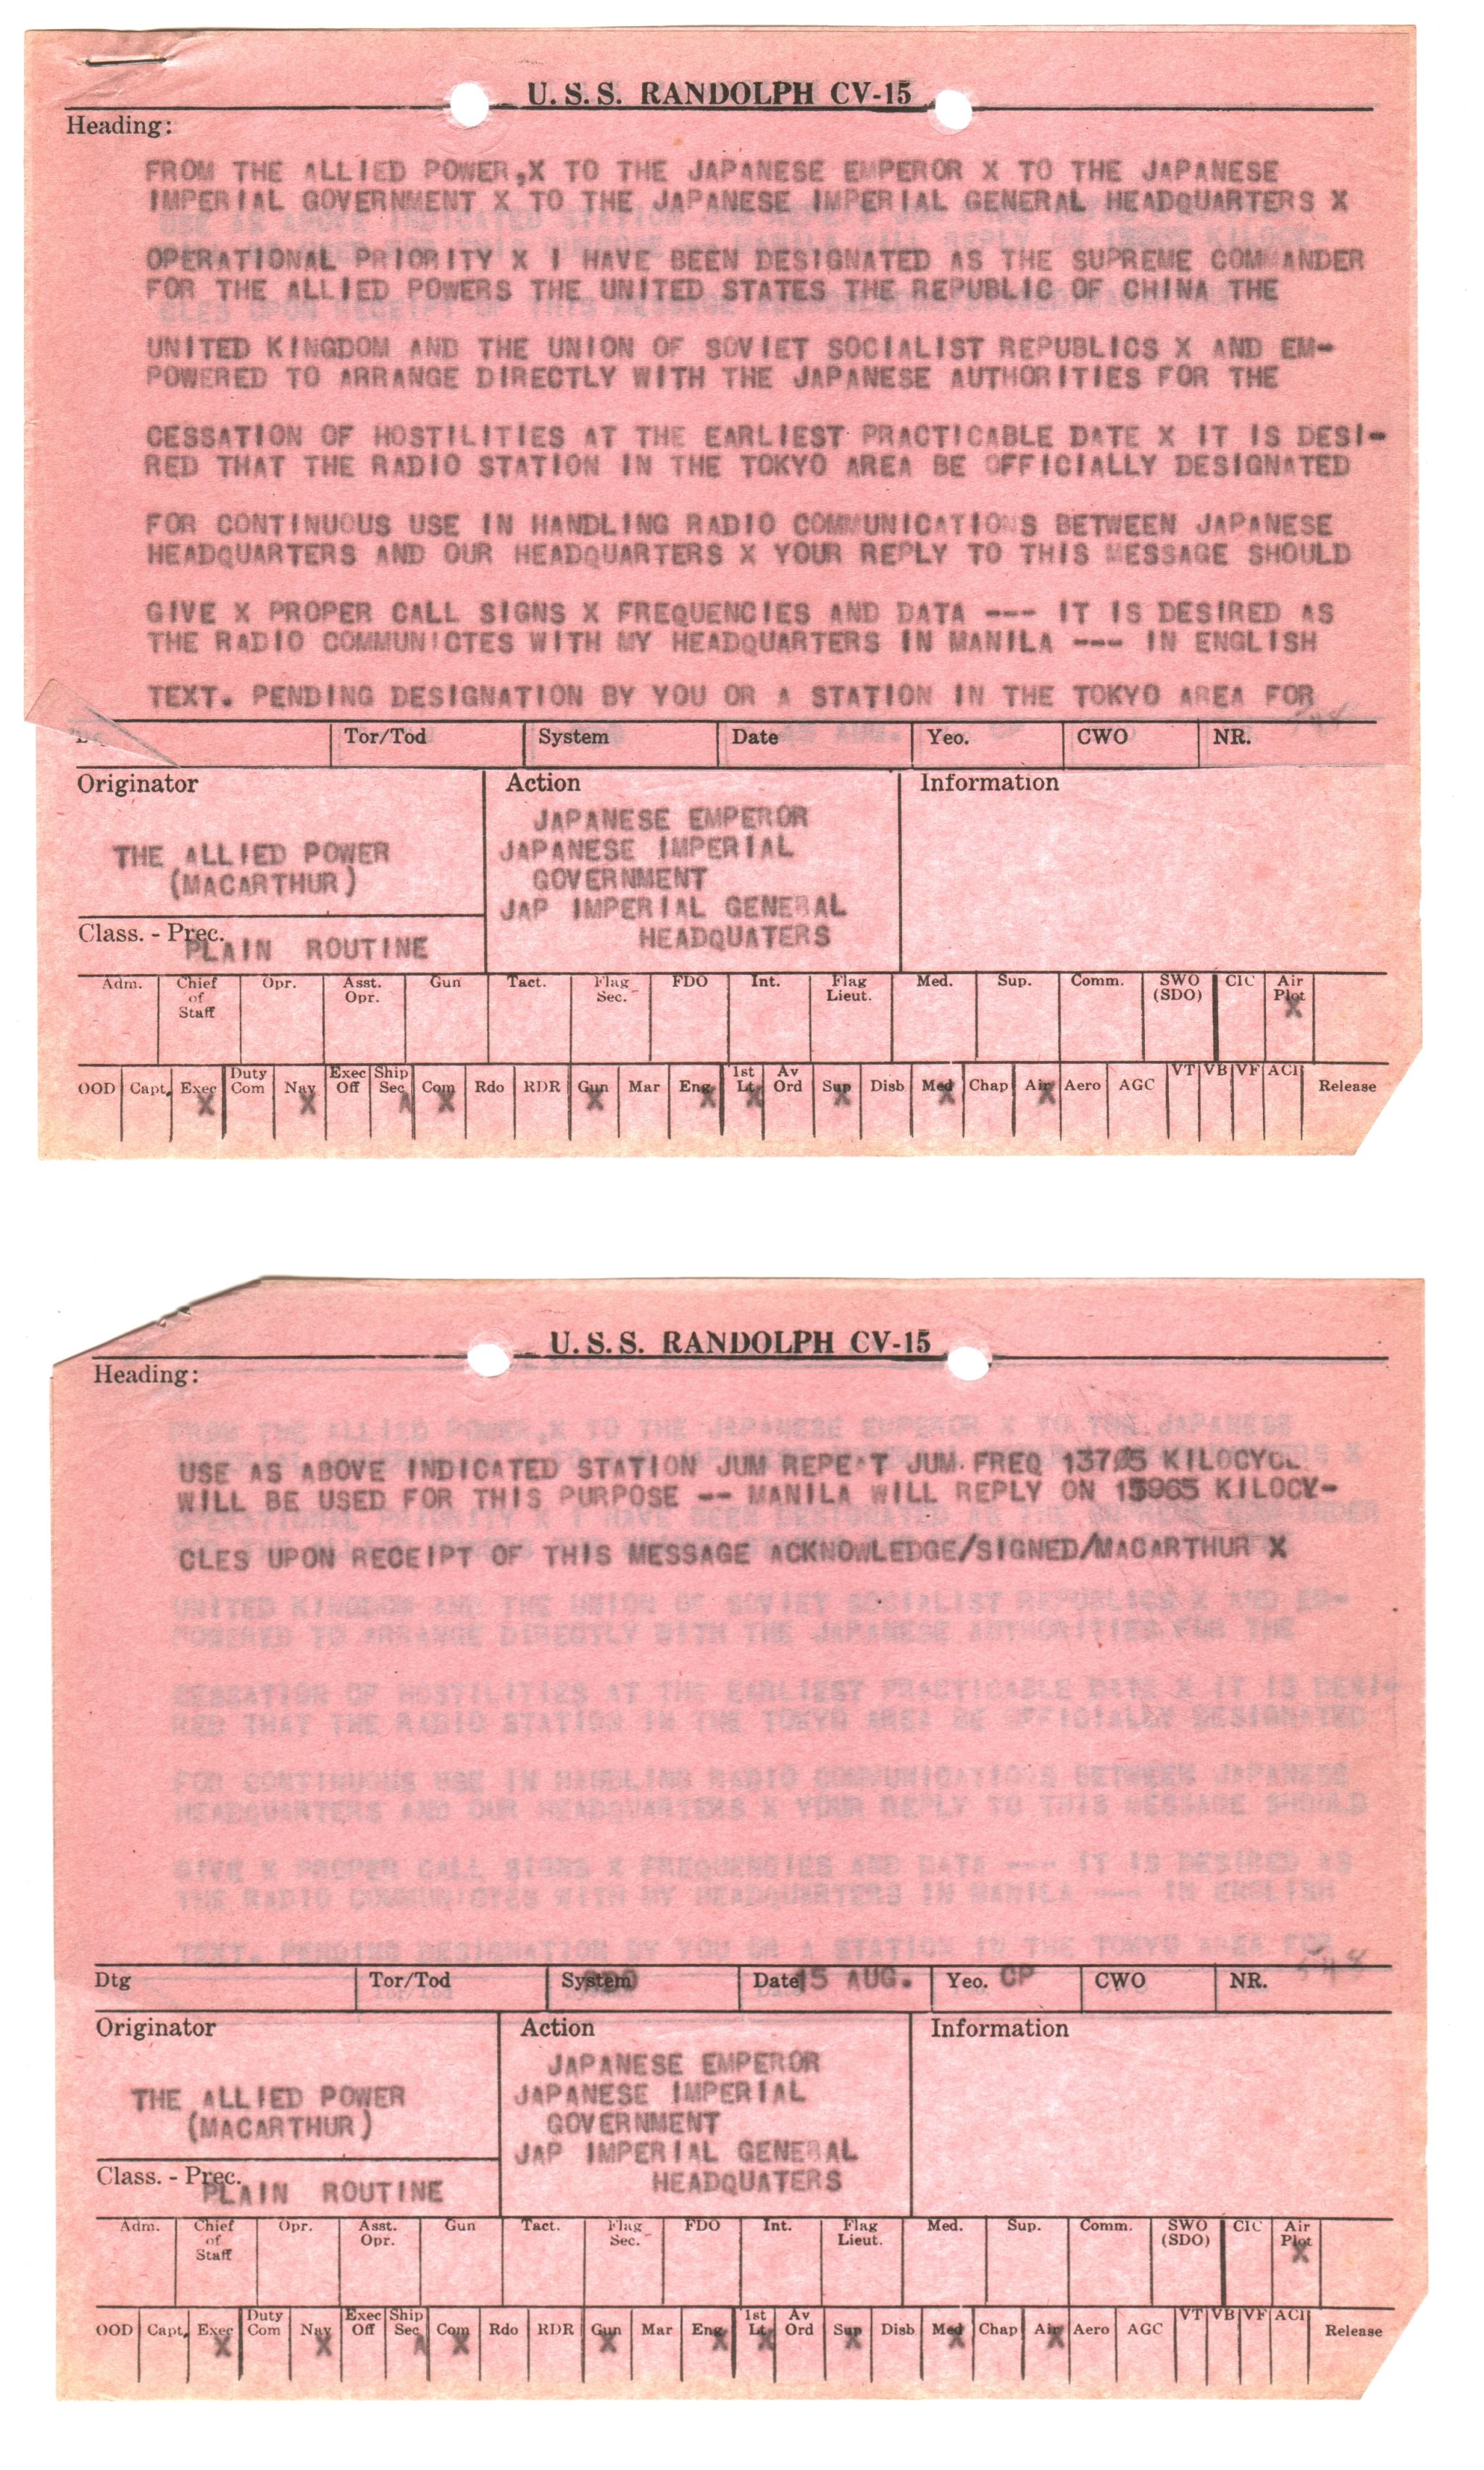 U. S. S. RANDOLPH CV-15
Heading:
FROM THE ALLIED POWER,X TO THE JAPANESE EMPEROR X TO THE JAPANESE
IMPERIAL GOVERNMENT X TO THE JAPANESE IMPERIAL GENERAL HEADQUARTERS X
OPERATIONAL PRIORITY X I HAVE BEEN DESIGNATED AS THE SUPREME COMMANDER
FOR THE ALLIED POWERS THE UNITED STATES THE REPUBLIC OF CHINA THE
UNITED KINGDOM AND THE UNION OF SOVIET SOCIALIST REPUBLICS X AND EM-
POWERED TO ARRANGE DIRECTLY WITH THE JAPANESE AUTHORITIES FOR THE
CESSATION OF HOSTILITIES AT THE EARLIEST PRACTICABLE DATE X IT IS DESI-
RED THAT THE RADIO STATION IN THE TOKYO AREA BE OFFICIALLY DESIGNATED
FOR CONTINUOUS USE IN HANDLING RADIO COMMUNICATIONS BETWEEN JAPANESE
HEADQUARTERS AND OUR HEADQUARTERS X YOUR REPLY TO THIS MESSAGE SHOULD
GIVE X PROPER CALL SIGNS X FREQUENCIES AND DATA --- IT IS DESIRED AS
THE RADIO COMMUNICTES WITH MY HEADQUARTERS IN MANILA --- IN ENGLISH
TEXT. PENDING DESIGNATION BY YOU OR A STATION IN THE TOKYO AREA FOR
Tor/Tod System Date Yeo. CWO NR.
Originator Action Information
THE ALLIED POWER
(MACARTHUR)
JAPANESE EMPEROR
JAPANESE IMPERIAL
GOVERNMENT
JAP IMPERIAL GENERAL
HEADQUATERS
Class. - Prec.
PLAIN ROUTINE
Adm. Chief of Staff Opr. Asst. Opr. Gun Tact. Flag Sec. FDO Int. Flag Lieut. Med. Sup. Comm. SWO (SDO) CIC Air Plot
X
OOD Capt. Exec Duty Com Nav Exec Off Ship Sec Com Rdo RDR Gun Mar Eng 1st Lt Av Ord Sup Disb Med Chap Air Aero AGC VT VB VF ACI Release
X X A X X X X X X X
U. S. S. RANDOLPH CV-15
Heading:
USE AS ABOVE INDICATED STATION JUM REPEAT JUM. FREQ 13705 KILOCYCL
WILL BE USED FOR THIS PURPOSE -- MANILA WILL REPLY ON 15965 KILOCY-
CLES UPON RECEIPT OF THIS MESSAGE ACKNOWLEDGE/SIGNED/MACARTHUR X
Dtg Tor/Tod System Date 15 AUG. Yeo. CP CWO NR.
Originator Action Information
THE ALLIED POWER
(MACARTHUR)
JAPANESE EMPEROR
JAPANESE IMPERIAL
GOVERNMENT
JAP IMPERIAL GENERAL
HEADQUATERS
Class. - Prec.
PLAIN ROUTINE
Adm. Chief of Staff Opr. Asst. Opr. Gun Tact. Flag Sec. FDO Int. Flag Lieut. Med. Sup. Comm. SWO (SDO) CIC Air Plot
X
OOD Capt. Exec Duty Com Nav Exec Off Ship Sec Com Rdo RDR Gun Mar Eng 1st Lt Av Ord Sup Disb Med Chap Air Aero AGC VT VB VF ACI Release
X X A X X X X X X X